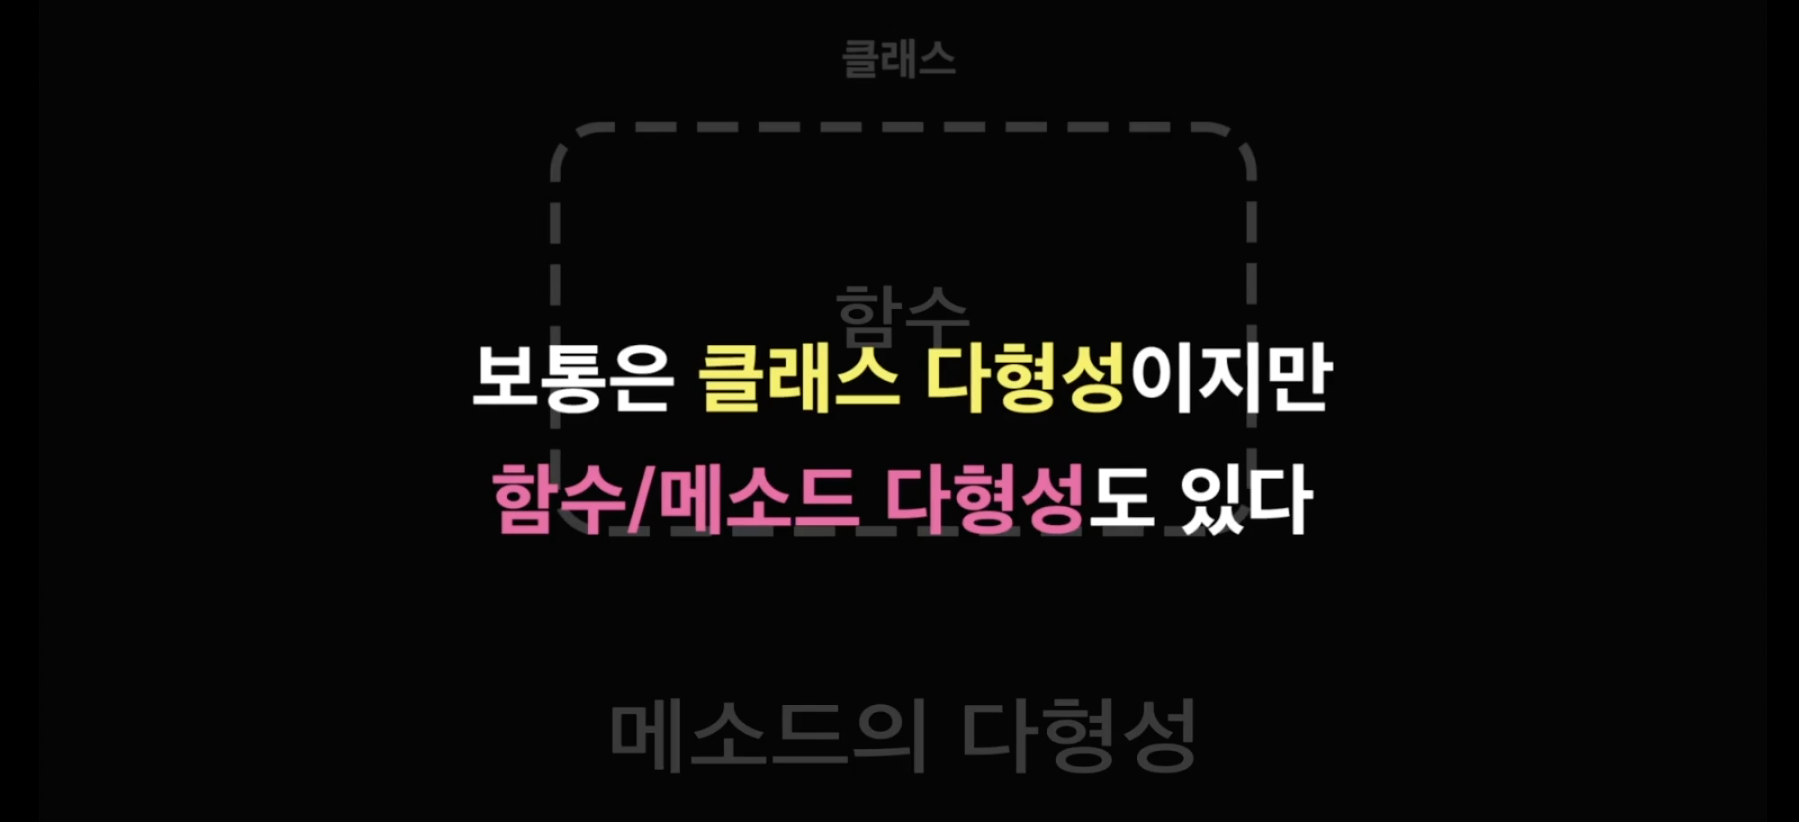 클래스
함수
보통은 클래스 다형성이지만
함수/메소드 다형성도 있다
메소드의 다형성